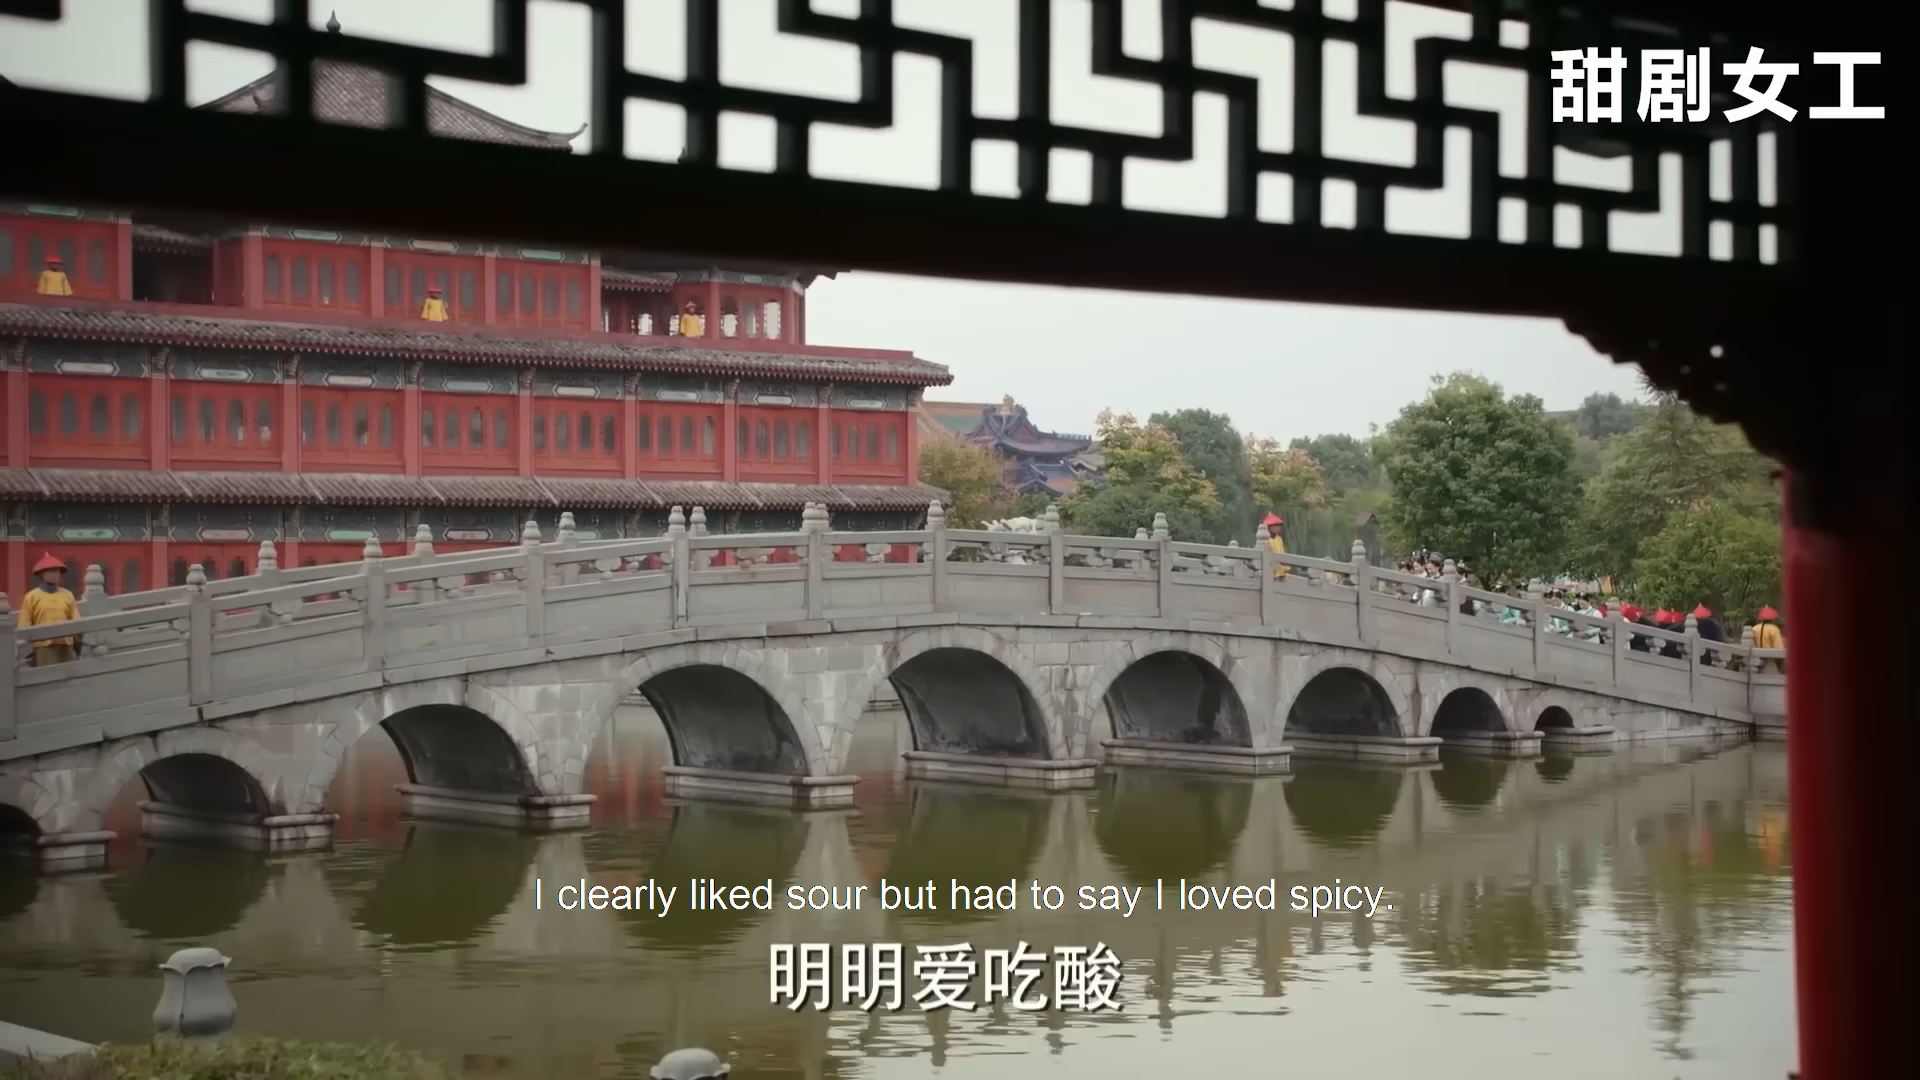 甜剧女工
I clearly liked sour but had to say I loved spicy.
明明爱吃酸